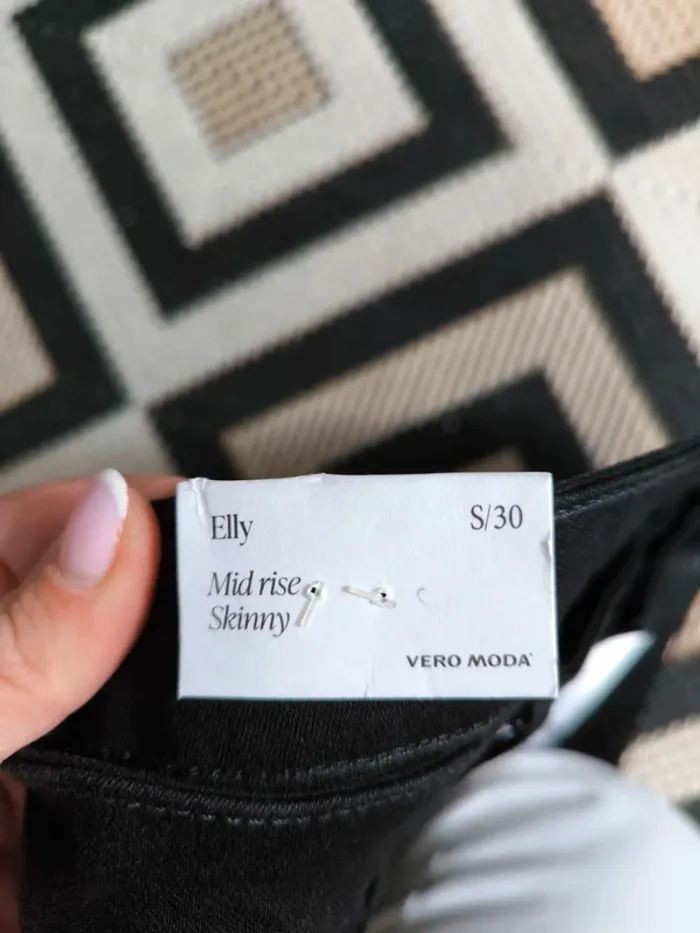 Elly
S/30
Mid rise
Skinny
VERO MODA